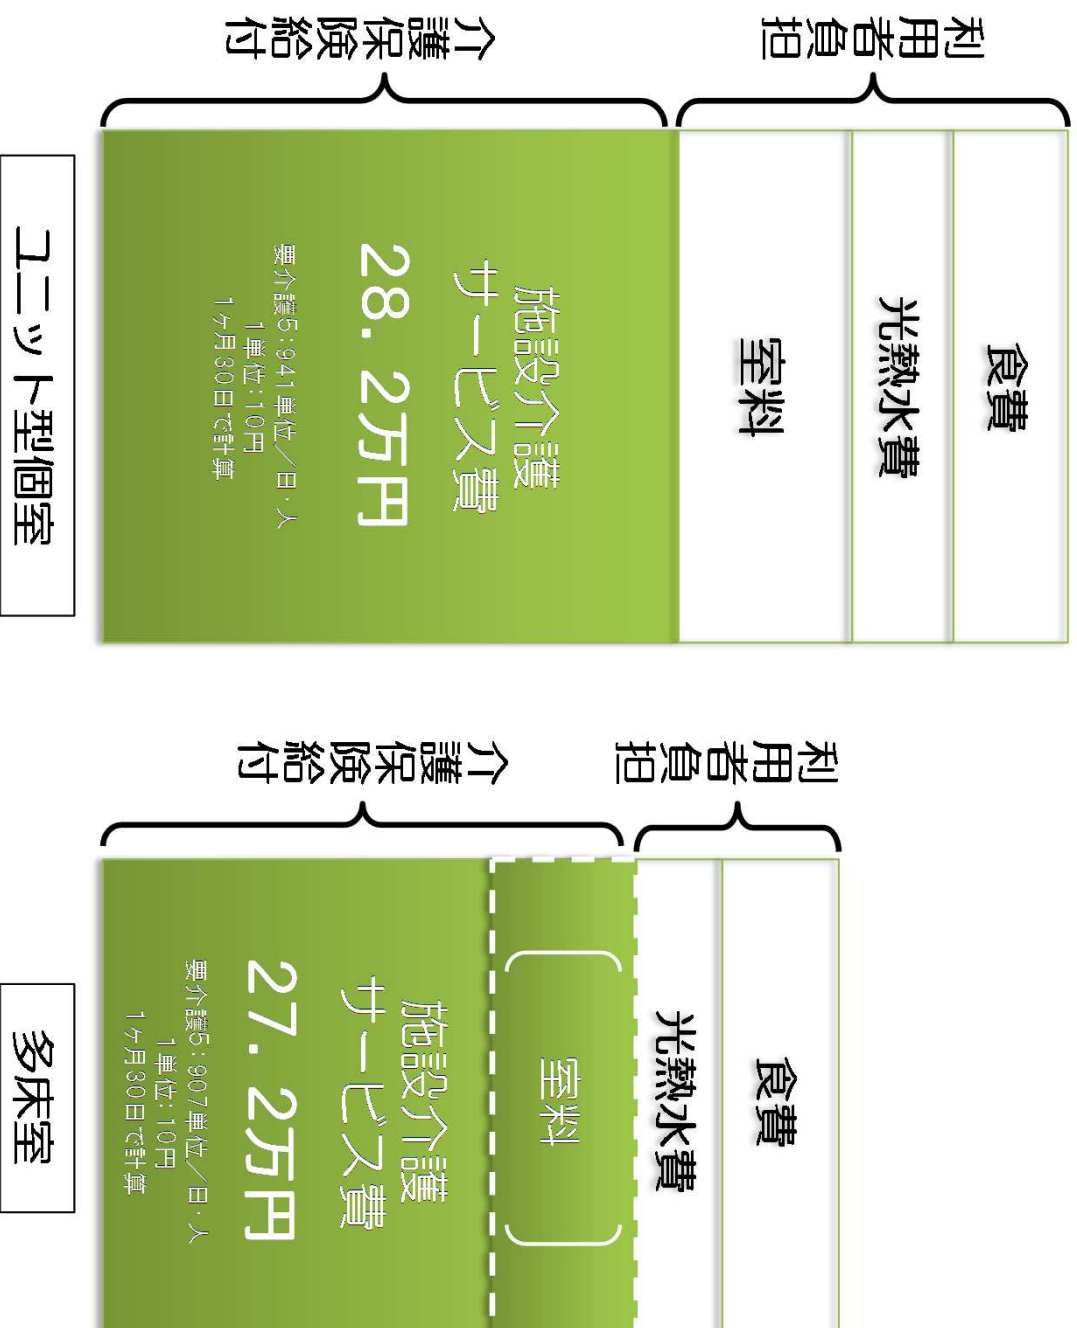 利用者負担
食費
光熱水費
室料
介護保険給付
施設介護
サービス費
28.2万円
要介護5:941単位／日・人
1単位:10円
1ヶ月30日で計算
ユニット型個室
利用者負担
食費
光熱水費
介護保険給付
室料
施設介護
サービス費
27.2万円
要介護5:907単位／日・人
1単位:10円
1ヶ月30日で計算
多床室